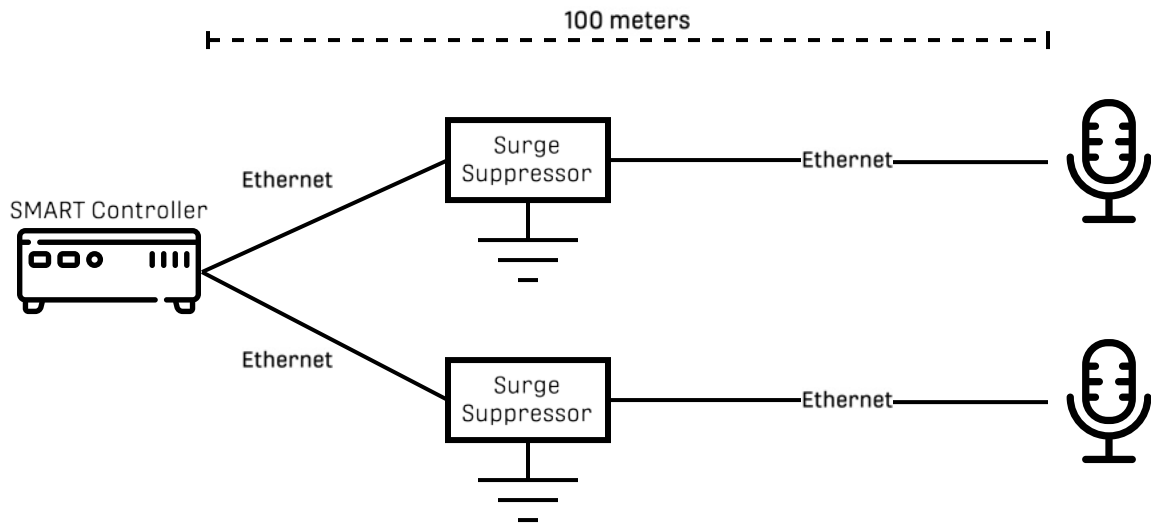 100 meters
Surge
Suppressor
Ethernet
Ethernet
SMART Controller
Ethernet
Surge
Suppressor
Ethernet